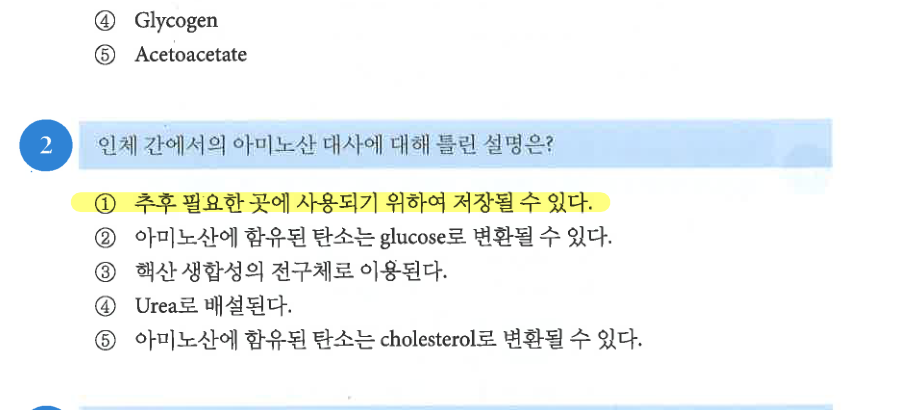 ④ Glycogen
⑤ Acetoacetate
2 인체 간에서의 아미노산 대사에 대해 틀린 설명은?
① 추후 필요한 곳에 사용되기 위하여 저장될 수 있다.
② 아미노산에 함유된 탄소는 glucose로 변환될 수 있다.
③ 핵산 생합성의 전구체로 이용된다.
④ Urea로 배설된다.
⑤ 아미노산에 함유된 탄소는 cholesterol로 변환될 수 있다.